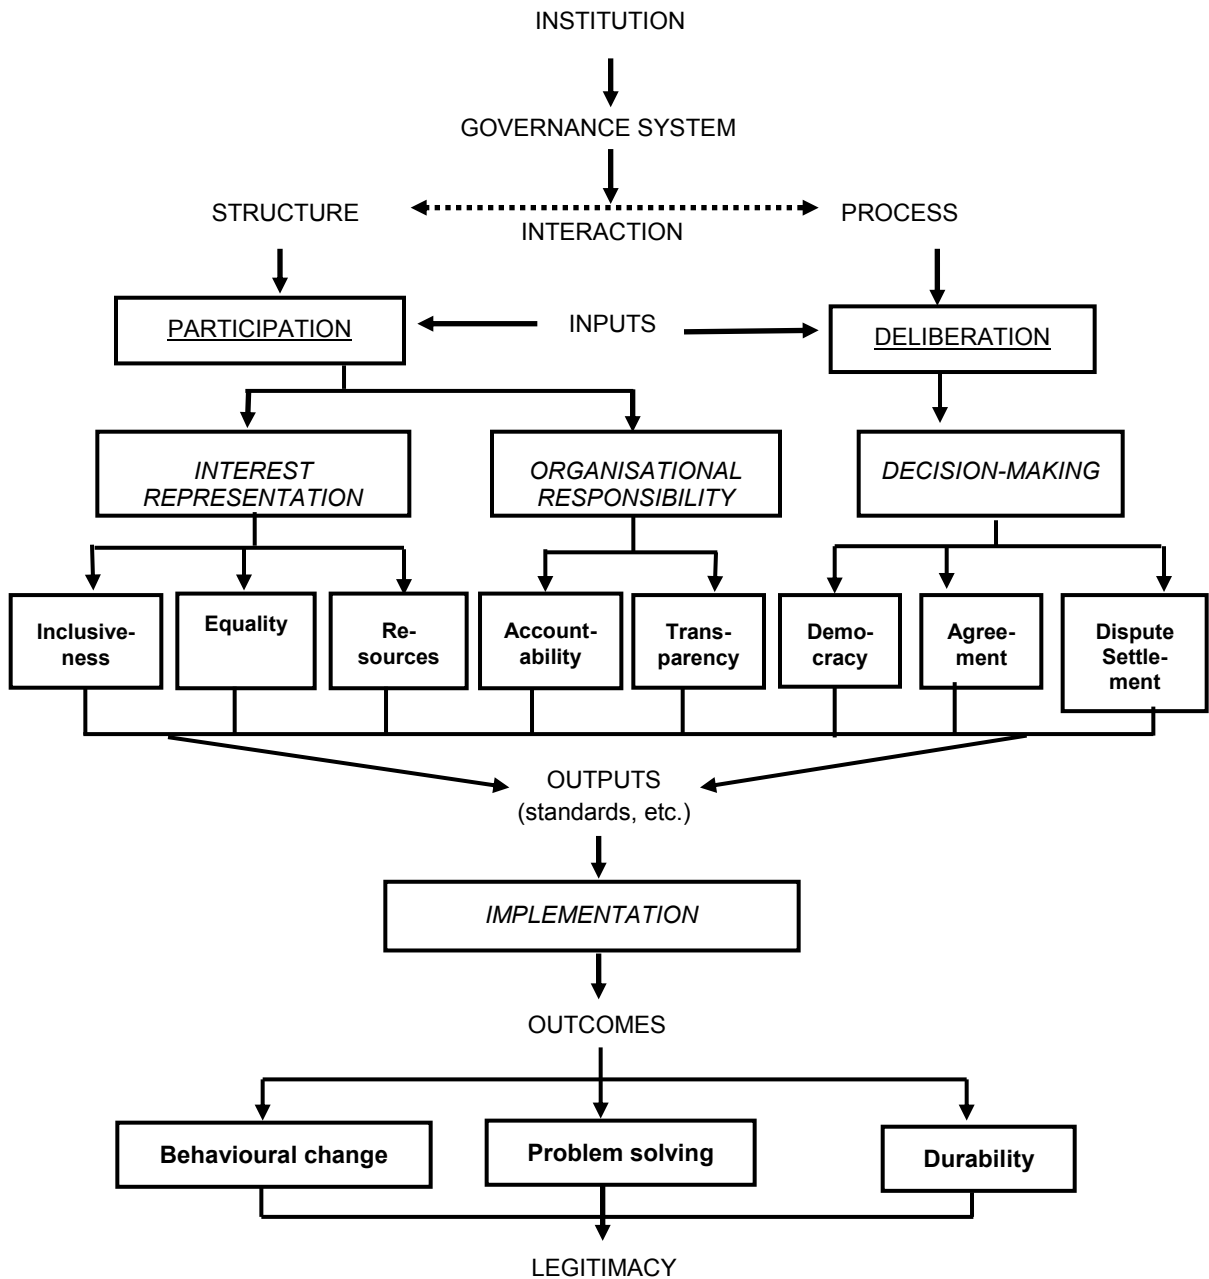 INSTITUTION
GOVERNANCE SYSTEM
STRUCTURE
INTERACTION
PROCESS
PARTICIPATION
INPUTS
DELIBERATION
INTEREST
REPRESENTATION
ORGANISATIONAL
RESPONSIBILITY
DECISION-MAKING
Inclusive-
ness
Equality
Re-
sources
Account-
ability
Trans-
parency
Demo-
cracy
Agree-
ment
Dispute
Settle-
ment
OUTPUTS
(standards, etc.)
IMPLEMENTATION
OUTCOMES
Behavioural change
Problem solving
Durability
LEGITIMACY